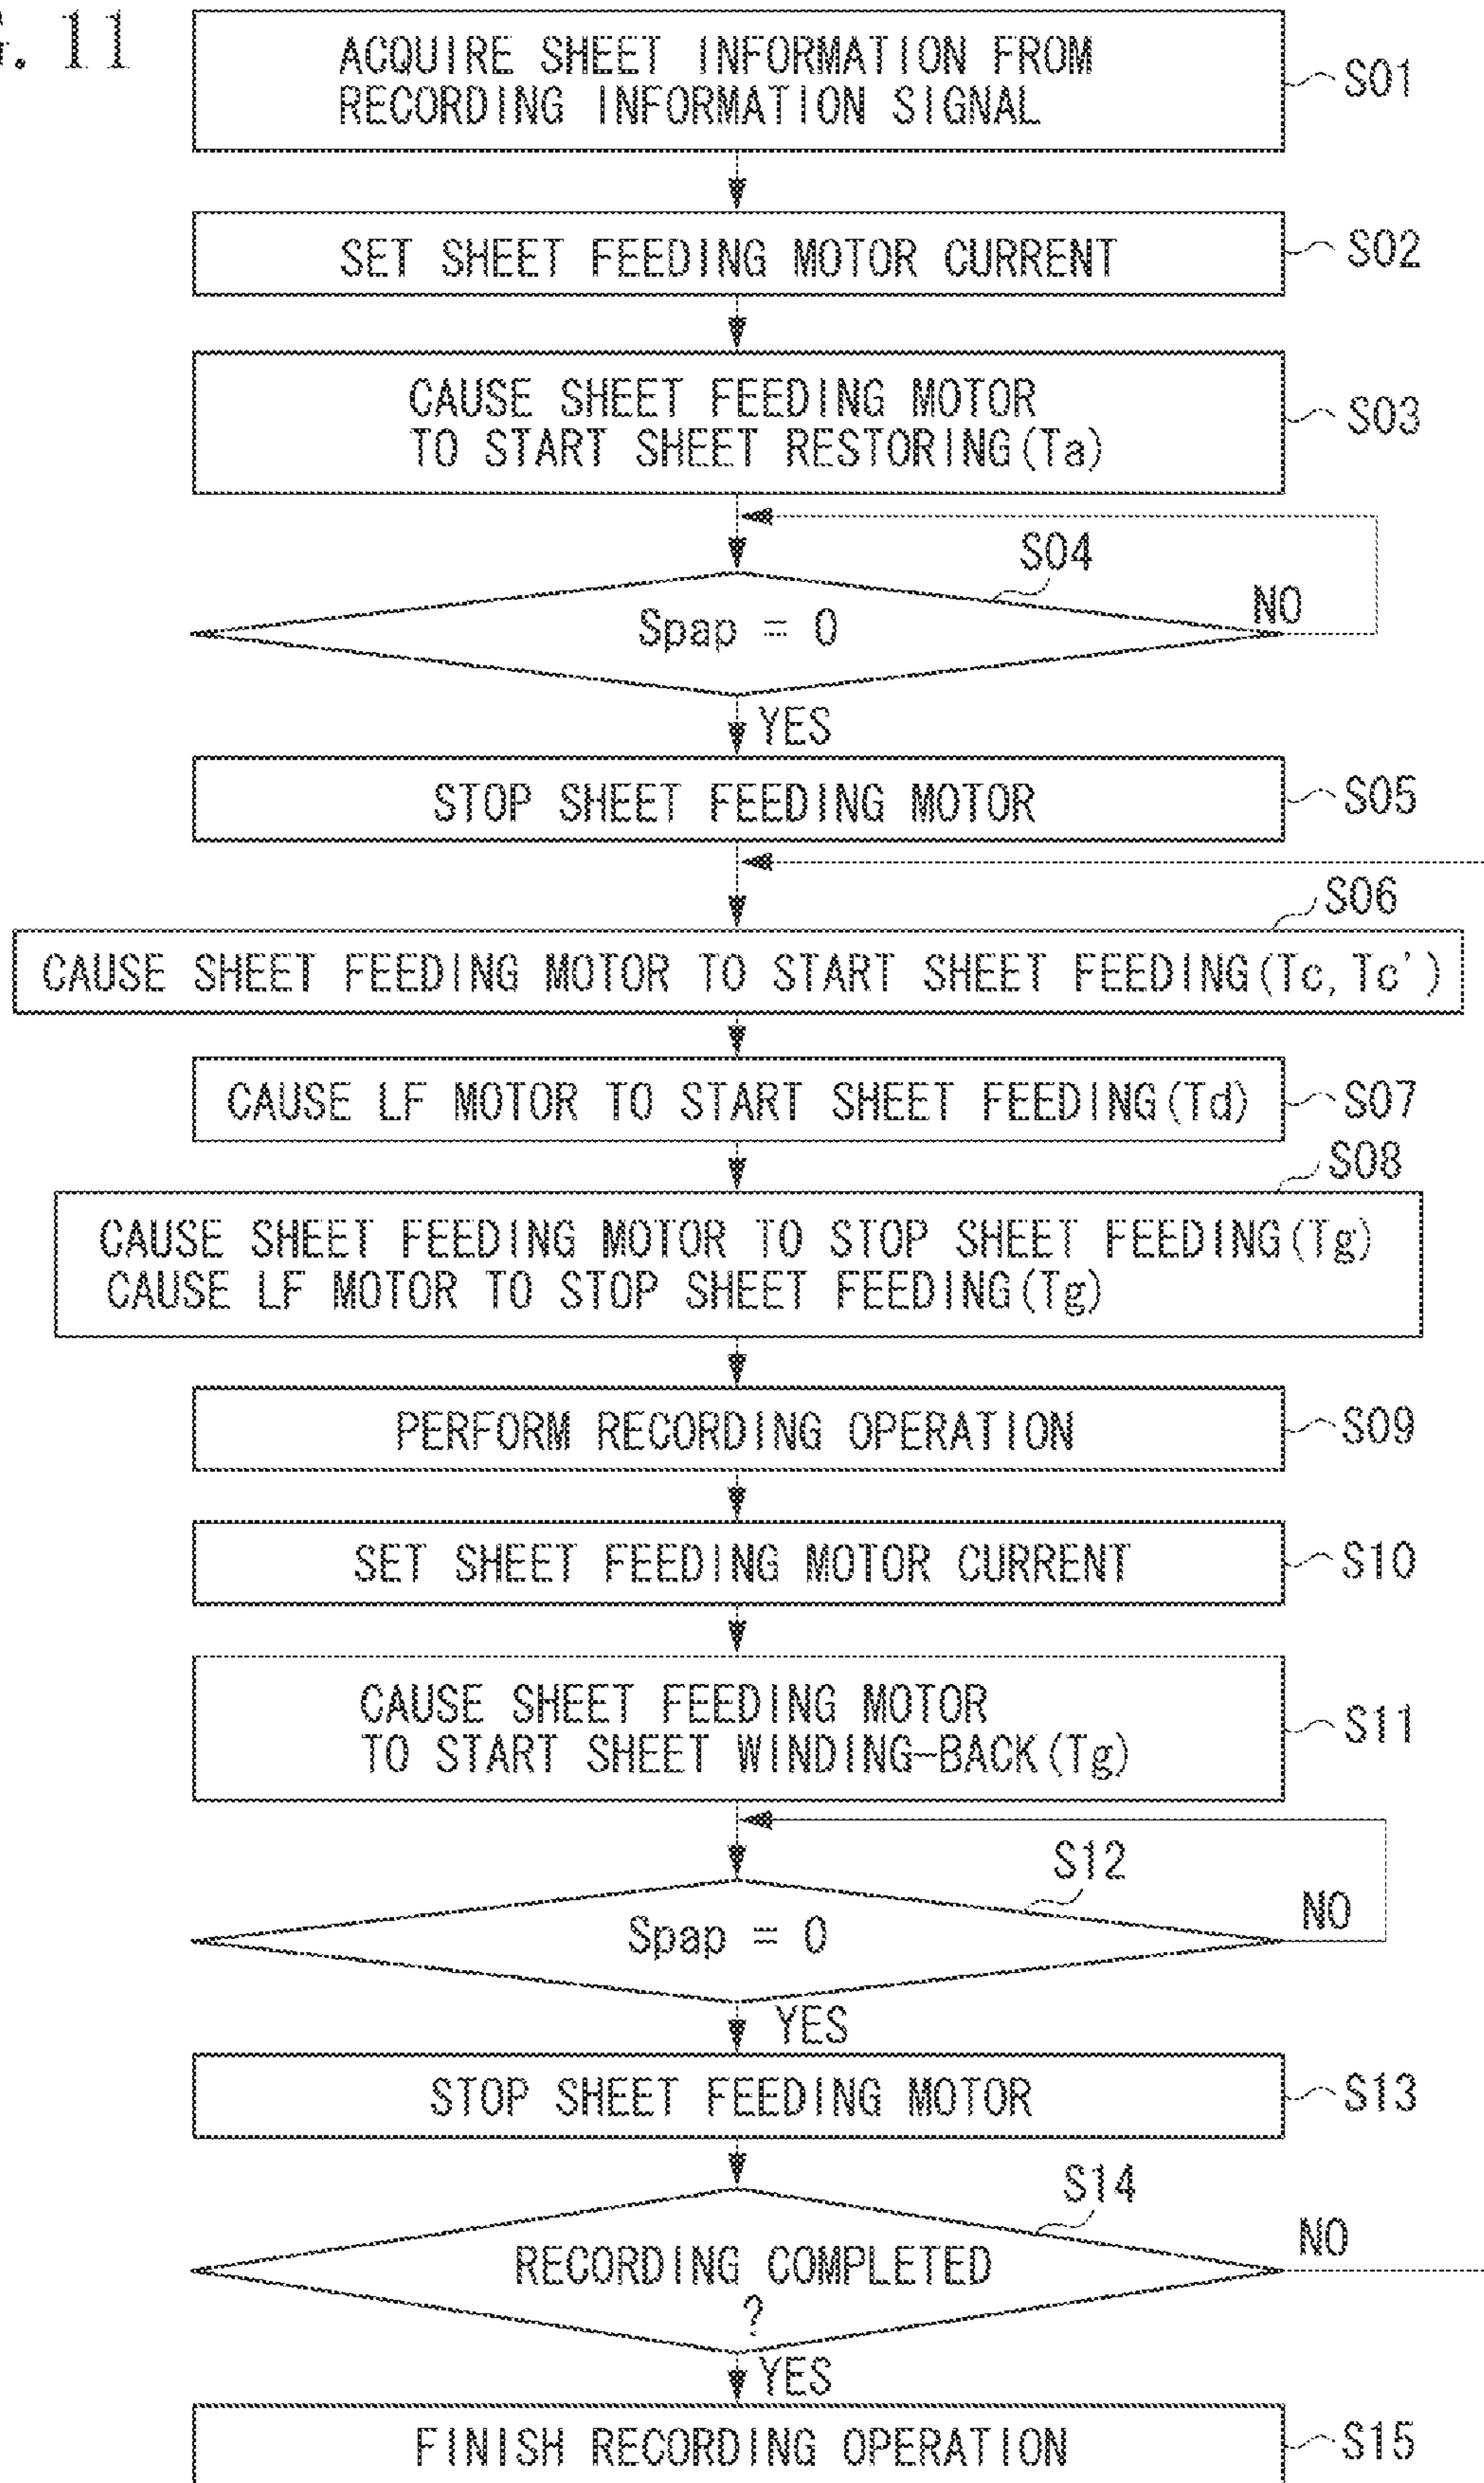 . 11
ACQUIRE SHEET INFORMATION FROM
RECORDING INFORMATION SIGNAL
S01
SET SHEET FEEDING MOTOR CURRENT
S02
CAUSE SHEET FEEDING MOTOR
TO START SHEET RESTORING(Ta)
S03
S04
Spap = 0
NO
YES
STOP SHEET FEEDING MOTOR
S05
S06
CAUSE SHEET FEEDING MOTOR TO START SHEET FEEDING(Tc, Tc')
CAUSE LF MOTOR TO START SHEET FEEDING(Td)
S07
S08
CAUSE SHEET FEEDING MOTOR TO STOP SHEET FEEDING(Tg)
CAUSE LF MOTOR TO STOP SHEET FEEDING(Tg)
PERFORM RECORDING OPERATION
S09
SET SHEET FEEDING MOTOR CURRENT
S10
CAUSE SHEET FEEDING MOTOR
TO START SHEET WINDING-BACK(Tg)
S11
S12
Spap = 0
NO
YES
STOP SHEET FEEDING MOTOR
S13
S14
RECORDING COMPLETED
?
NO
YES
FINISH RECORDING OPERATION
S15